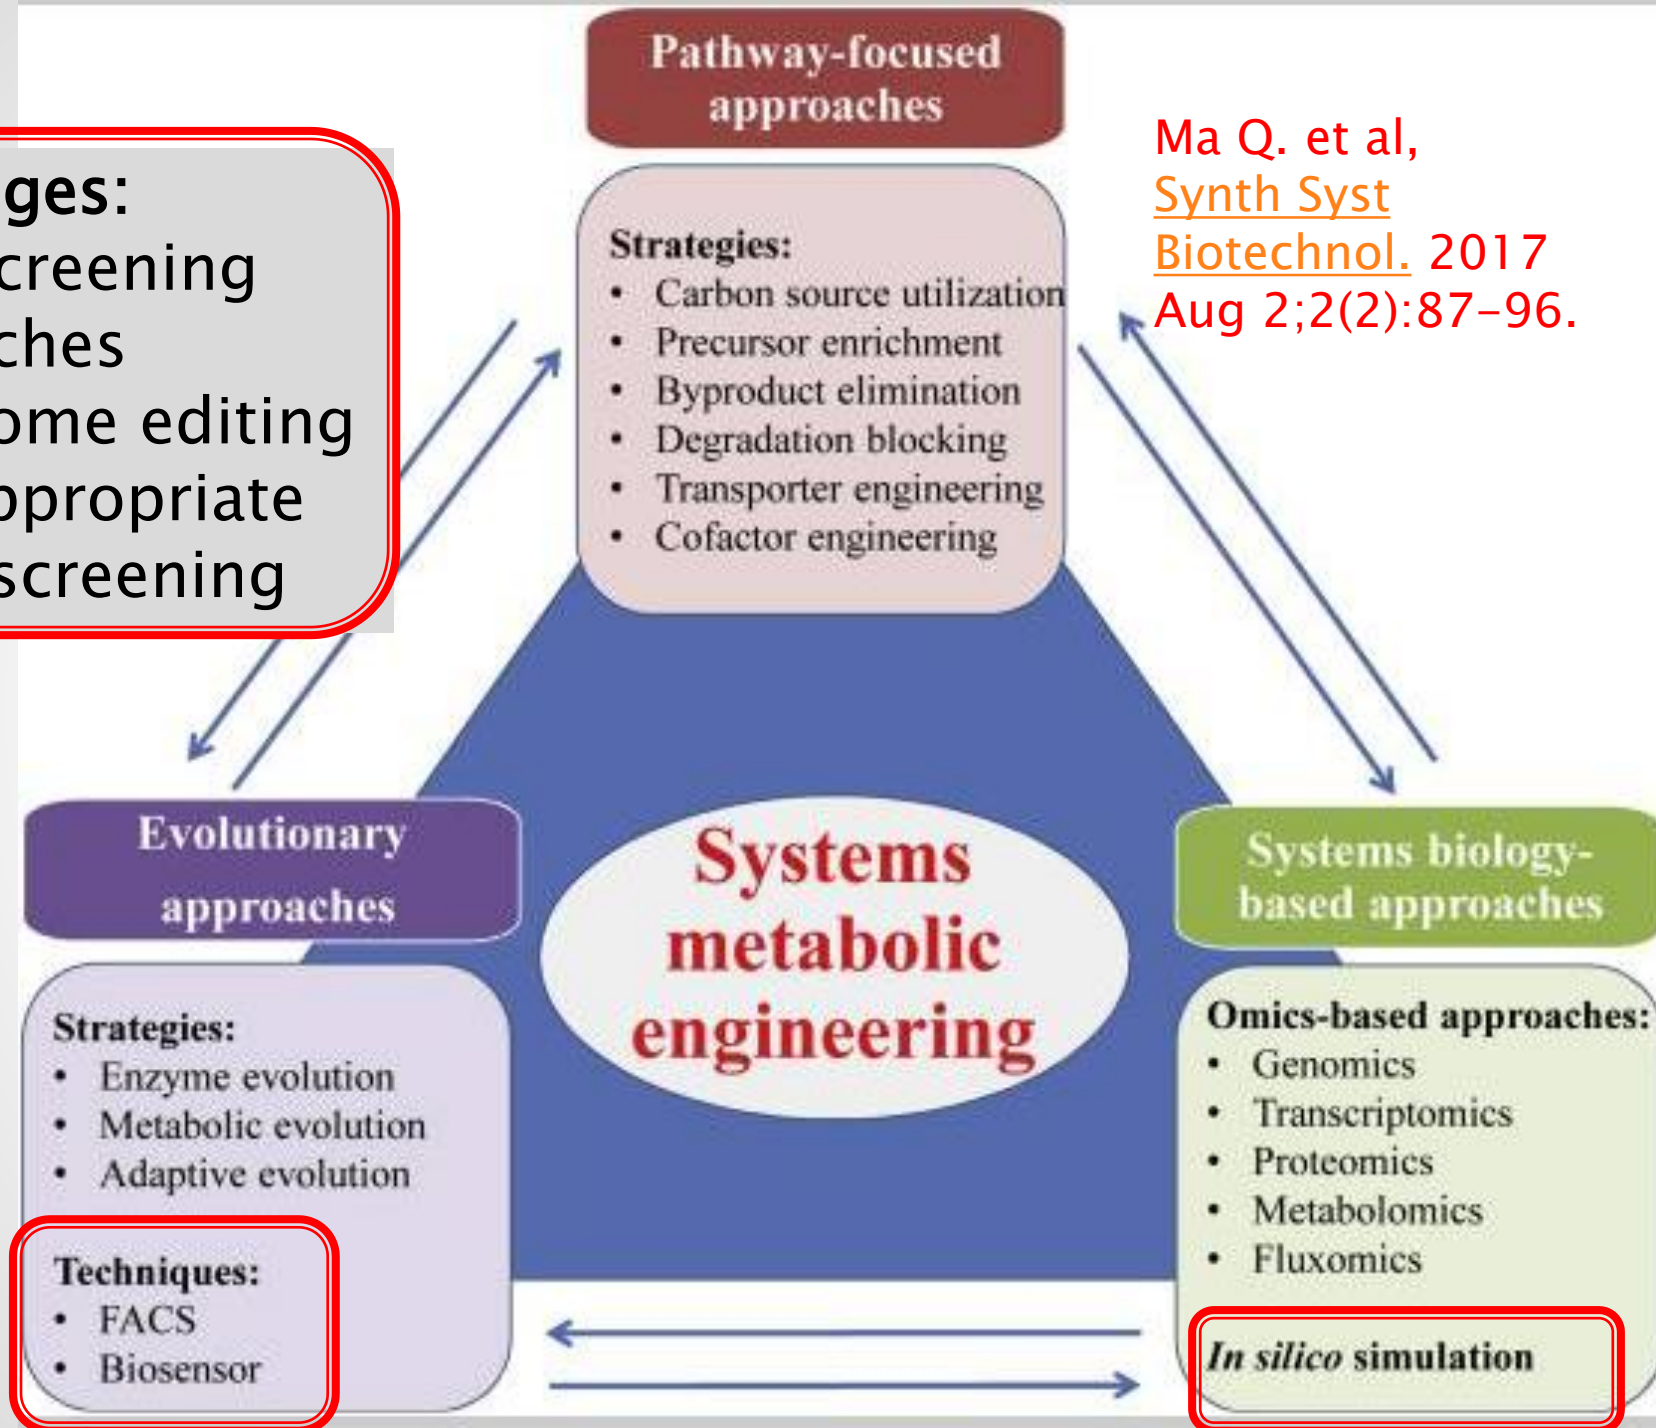 Pathway-focused
approaches
Ma Q. et al,
Synth Syst
Biotechnol. 2017
Aug 2;2(2):87-96.
ges:
creening
ches
ome editing
ppropriate
screening
Strategies:
• Carbon source utilization
• Precursor enrichment
• Byproduct elimination
• Degradation blocking
• Transporter engineering
• Cofactor engineering
Evolutionary
approaches
Systems
metabolic
engineering
Systems biology-
based approaches
Strategies:
• Enzyme evolution
• Metabolic evolution
• Adaptive evolution
Techniques:
• FACS
• Biosensor
Omics-based approaches:
• Genomics
• Transcriptomics
• Proteomics
• Metabolomics
• Fluxomics
In silico simulation